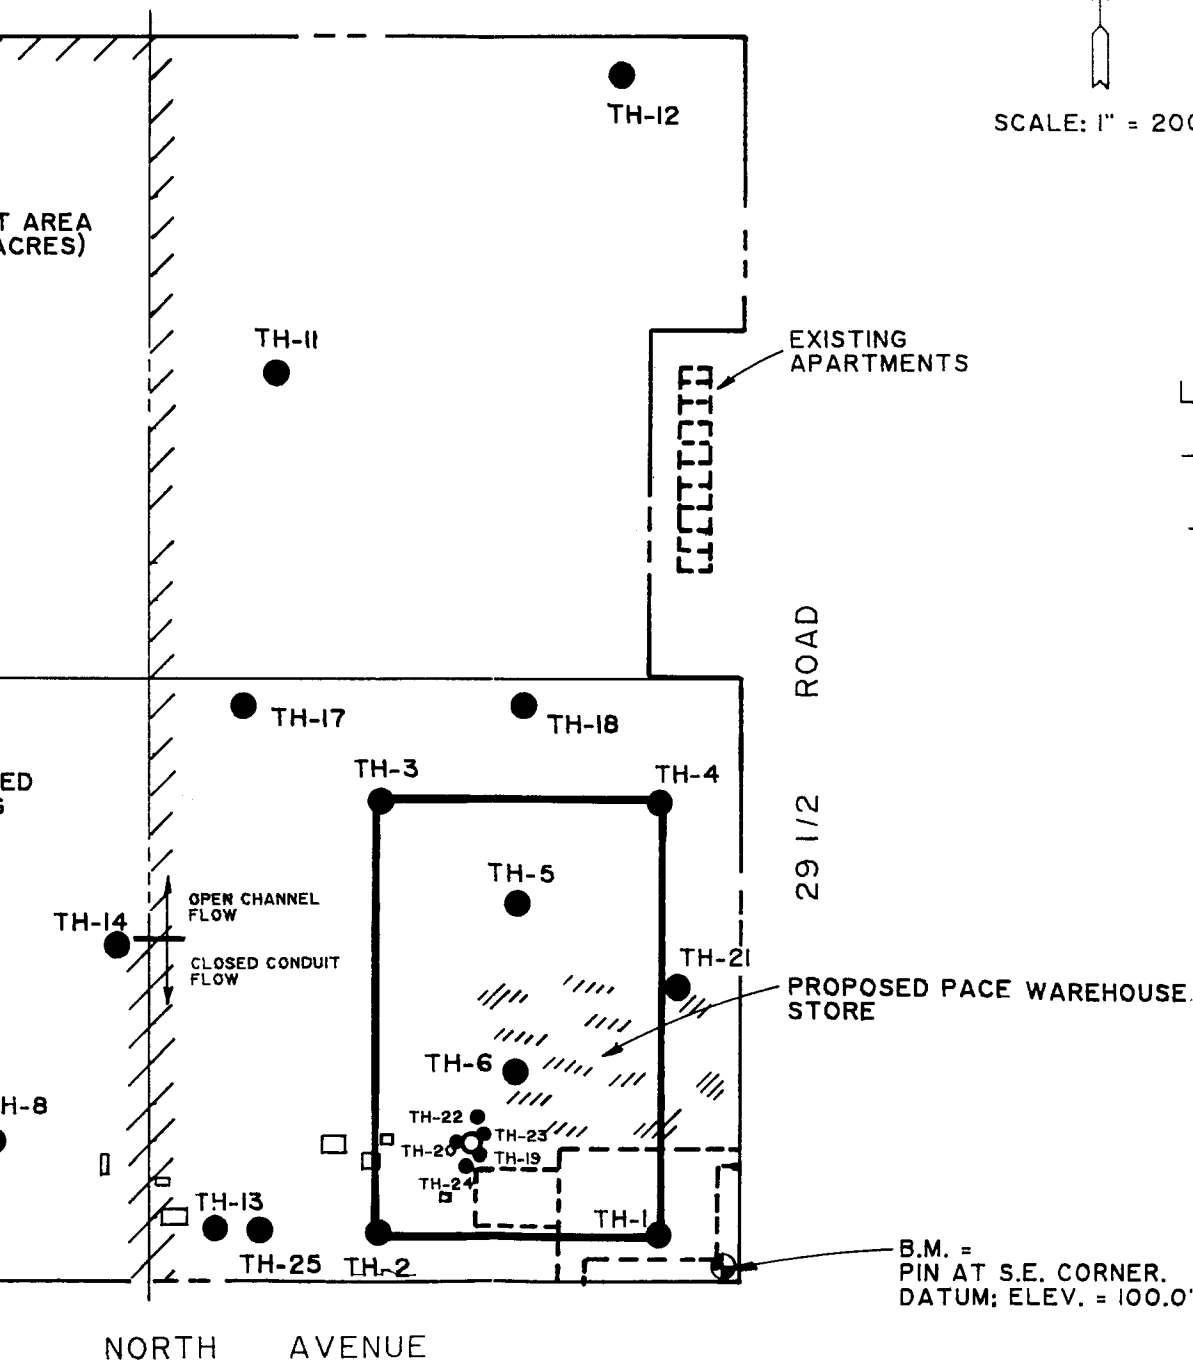 TH-12
SCALE: 1" = 200
T AREA
ACRES)
TH-11
EXISTING
APARTMENTS
ROAD
29 1/2
TH-17
TH-18
TH-3
TH-4
ED
TH-5
OPEN CHANNEL
FLOW
TH-14
CLOSED CONDUIT
FLOW
TH-21
PROPOSED PACE WAREHOUSE
STORE
TH-6
H-8
TH-22
TH-23
TH-20
TH-19
TH-24
TH-13
TH-1
TH-25
TH-2
B.M. =
PIN AT S.E. CORNER.
DATUM; ELEV. = 100.0'
NORTH AVENUE